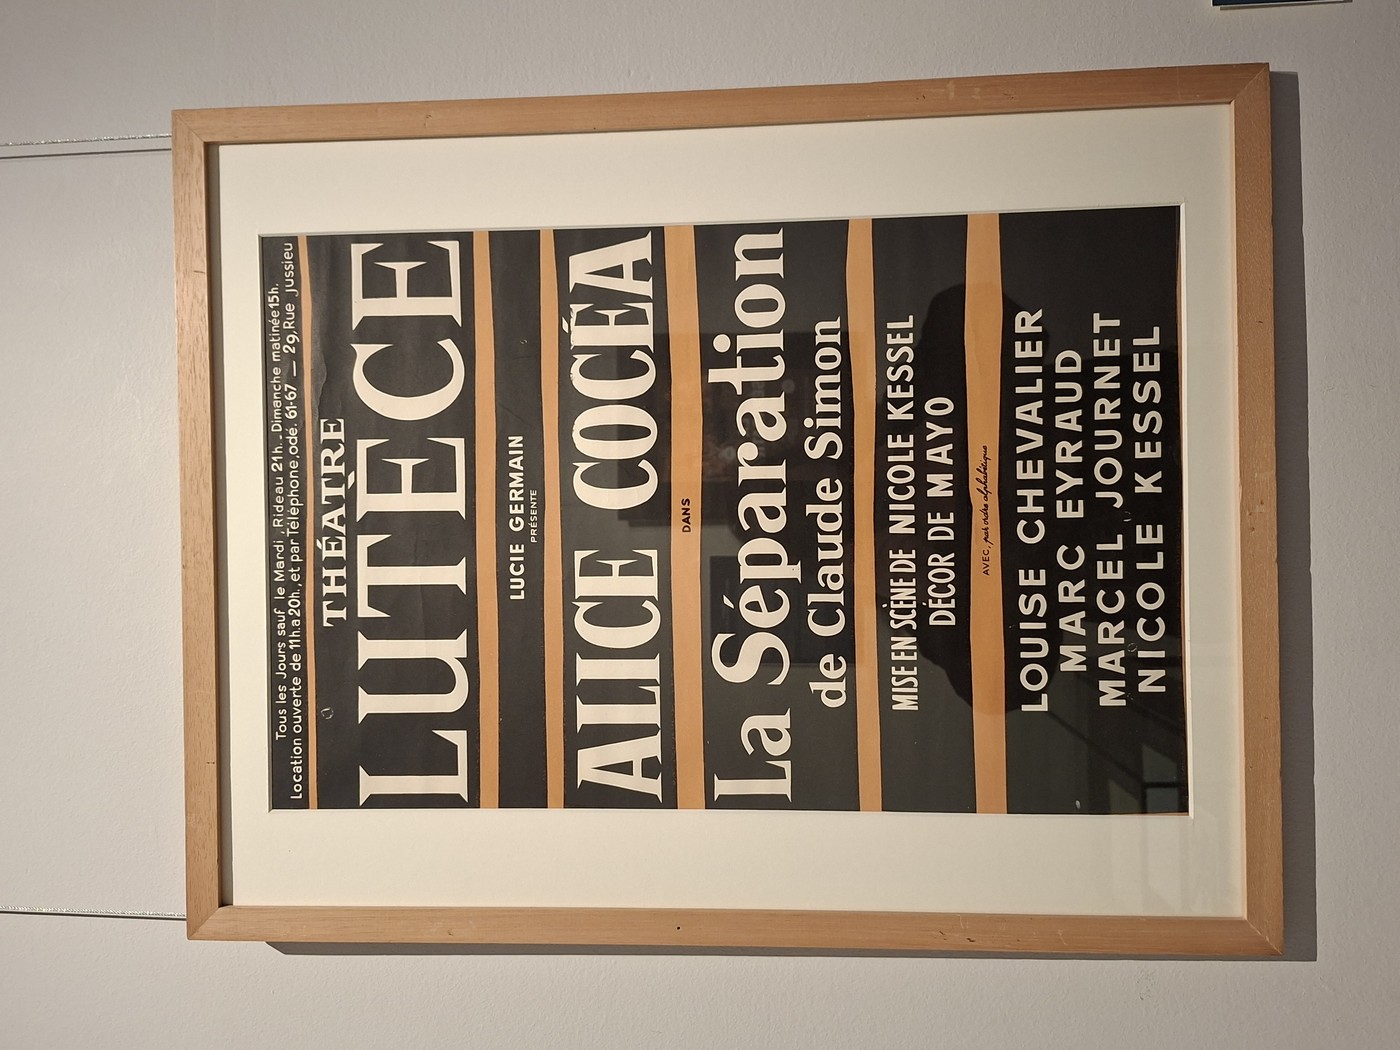 Tous les Jours sauf le Mardi, Rideau 21h. Dimanche matinée 15h.
Location ouverte de 11h.a 20h., et par Téléphone, odé. 61-67 — 29, Rue Jussieu
THÉATRE
LUTÈCE
LUCIE GERMAIN
PRÉSENTE
ALICE COCÉA
DANS
La Séparation
de Claude Simon
MISE EN SCÈNE DE NICOLE KESSEL
DÉCOR DE MAYO
AVEC, par ordre alphabétique
LOUISE CHEVALIER
MARC EYRAUD
MARCEL JOURNET
NICOLE KESSEL